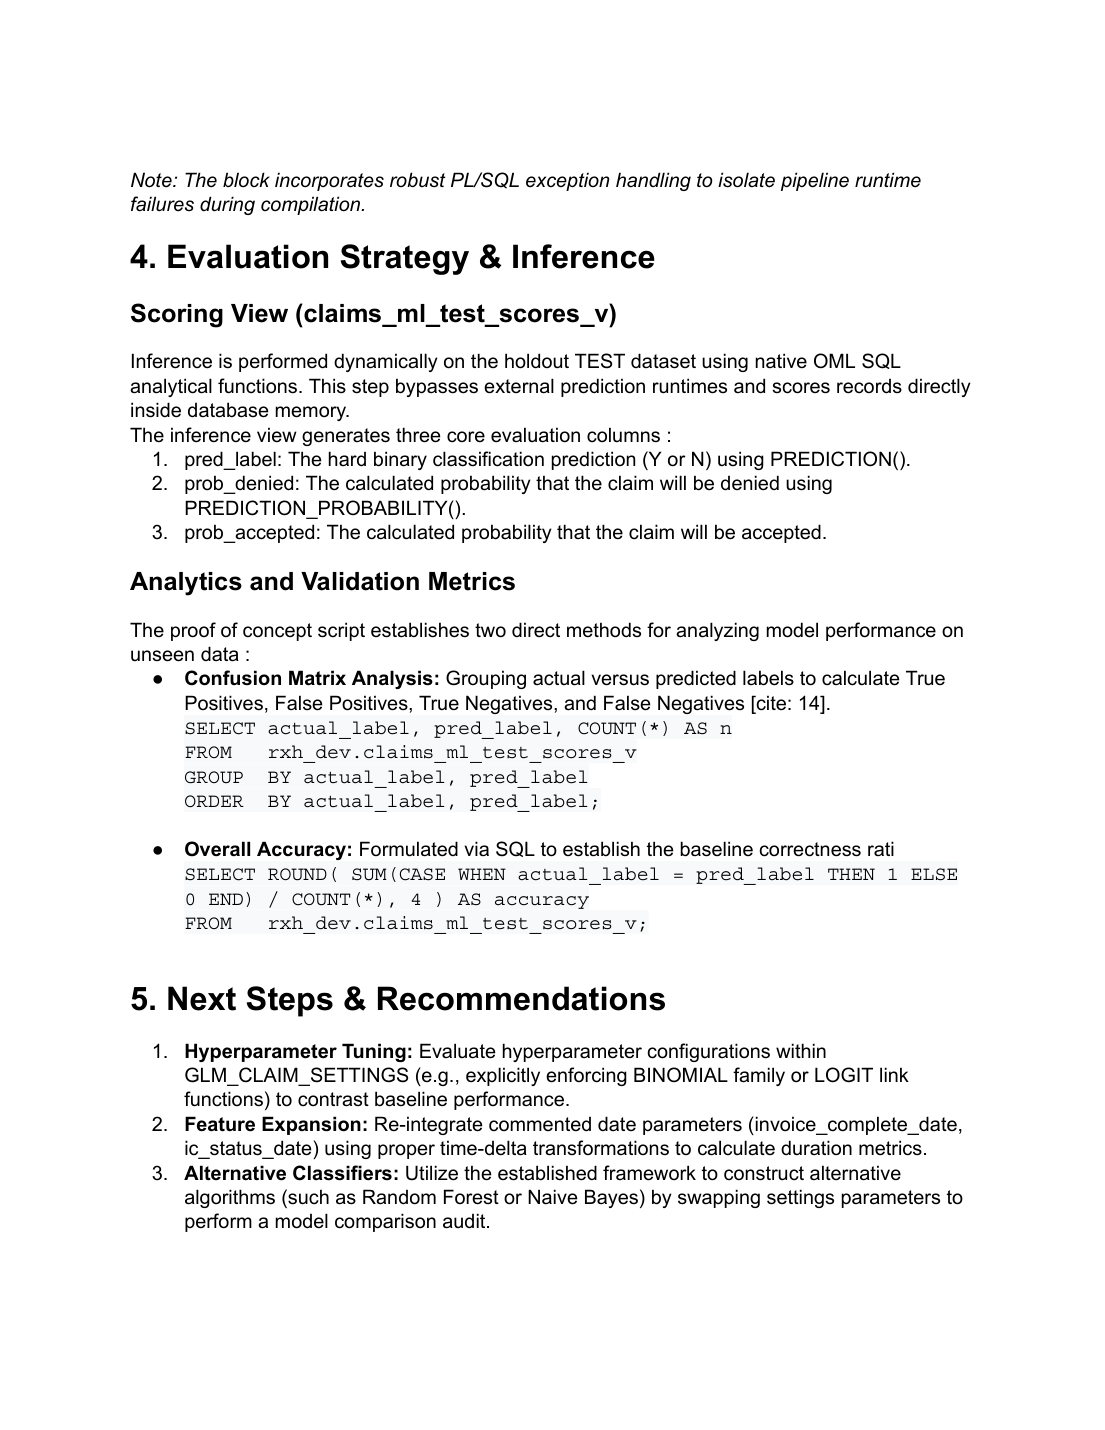 Note: The block incorporates robust PL/SQL exception handling to isolate pipeline runtime
failures during compilation.
4. Evaluation Strategy & Inference
Scoring View (claims_ml_test_scores_v)
Inference is performed dynamically on the holdout TEST dataset using native OML SQL
analytical functions. This step bypasses external prediction runtimes and scores records directly
inside database memory.
The inference view generates three core evaluation columns :
1. pred_label: The hard binary classification prediction (Y or N) using PREDICTION().
2. prob_denied: The calculated probability that the claim will be denied using
PREDICTION_PROBABILITY().
3. prob_accepted: The calculated probability that the claim will be accepted.
Analytics and Validation Metrics
The proof of concept script establishes two direct methods for analyzing model performance on
unseen data :
● Confusion Matrix Analysis: Grouping actual versus predicted labels to calculate True
Positives, False Positives, True Negatives, and False Negatives [cite: 14].
SELECT actual_label, pred_label, COUNT(*) AS n
FROM   rxh_dev.claims_ml_test_scores_v
GROUP  BY actual_label, pred_label
ORDER  BY actual_label, pred_label;
● Overall Accuracy: Formulated via SQL to establish the baseline correctness rati
SELECT ROUND( SUM(CASE WHEN actual_label = pred_label THEN 1 ELSE
0 END) / COUNT(*), 4 ) AS accuracy
FROM   rxh_dev.claims_ml_test_scores_v;
5. Next Steps & Recommendations
1. Hyperparameter Tuning: Evaluate hyperparameter configurations within
GLM_CLAIM_SETTINGS (e.g., explicitly enforcing BINOMIAL family or LOGIT link
functions) to contrast baseline performance.
2. Feature Expansion: Re-integrate commented date parameters (invoice_complete_date,
ic_status_date) using proper time-delta transformations to calculate duration metrics.
3. Alternative Classifiers: Utilize the established framework to construct alternative
algorithms (such as Random Forest or Naive Bayes) by swapping settings parameters to
perform a model comparison audit.